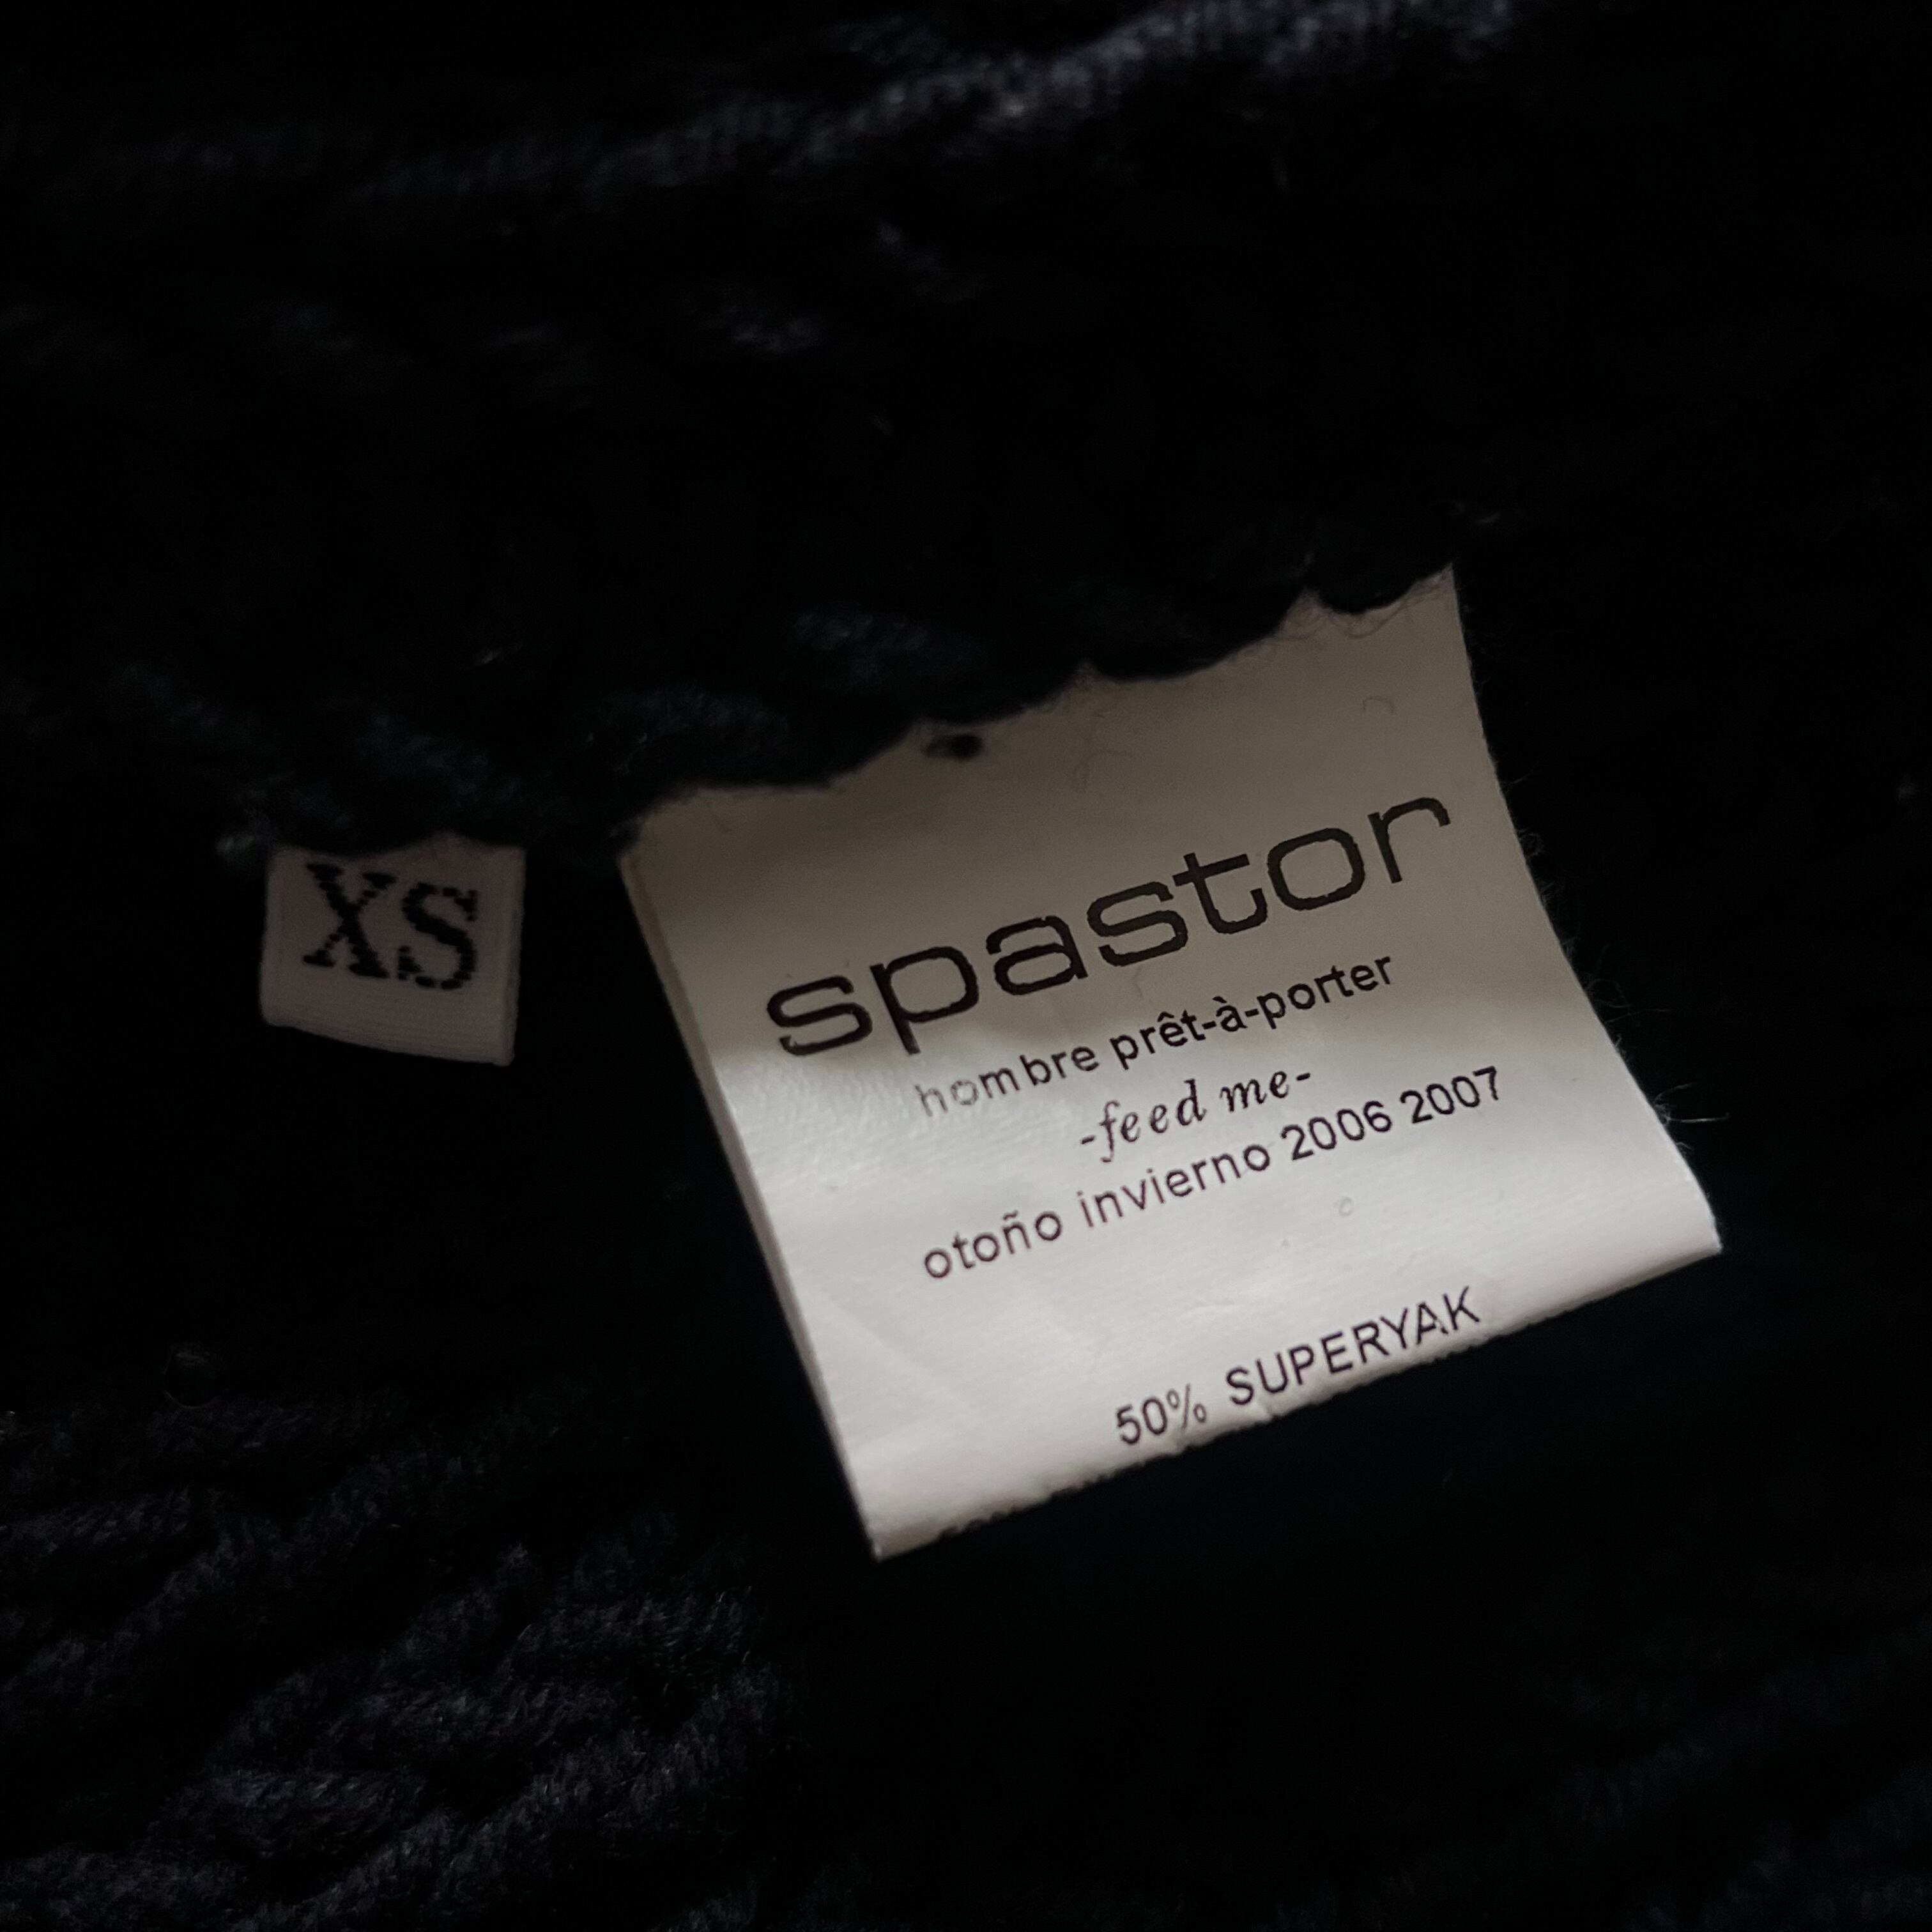 XS
spastor
hombre prêt-à-porter
-feed me-
otoño invierno 2006 2007
50% SUPERYAK